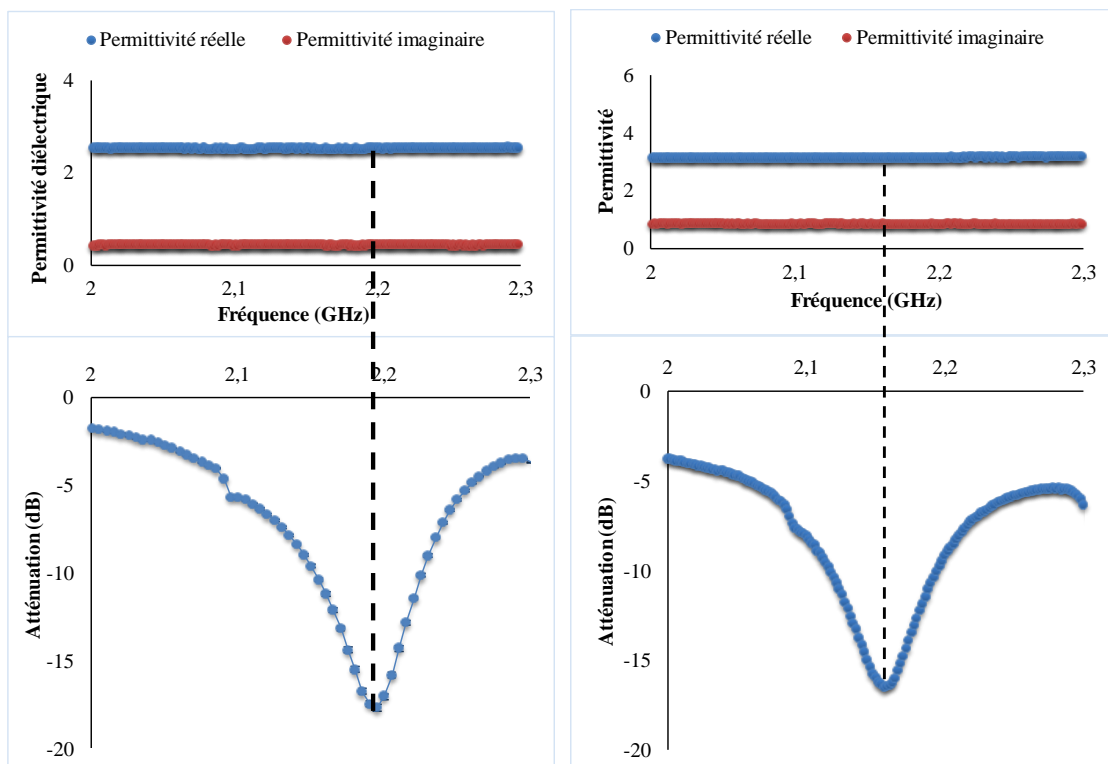 Permittivité réelle Permittivité imaginaire
4
2
0
Permittivité diélectrique
2 2,1 2,2 2,3
Fréquence (GHz)
Permittivité réelle Permittivité imaginaire
6
4
2
0
Permittivité
2 2,1 2,2 2,3
Fréquence (GHz)
2 2,1 2,2 2,3
0
-5
-10
-15
-20
Atténuation (dB)
2 2,1 2,2 2,3
0
-5
-10
-15
-20
Atténuation (dB)